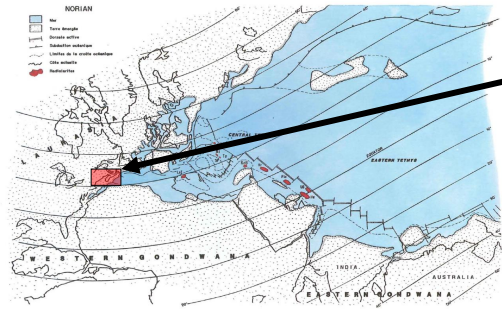 NORIAN
Mer
Terre émergée
Dorsale active
Subduction océanique
Limites de la croûte océanique
Côte actuelle
Radiolarites
LAURASIA
EQUATOR
EASTERN TETHYS
WESTERN GONDWANA
INDIA
AUSTRALIA
EASTERN GONDWANA